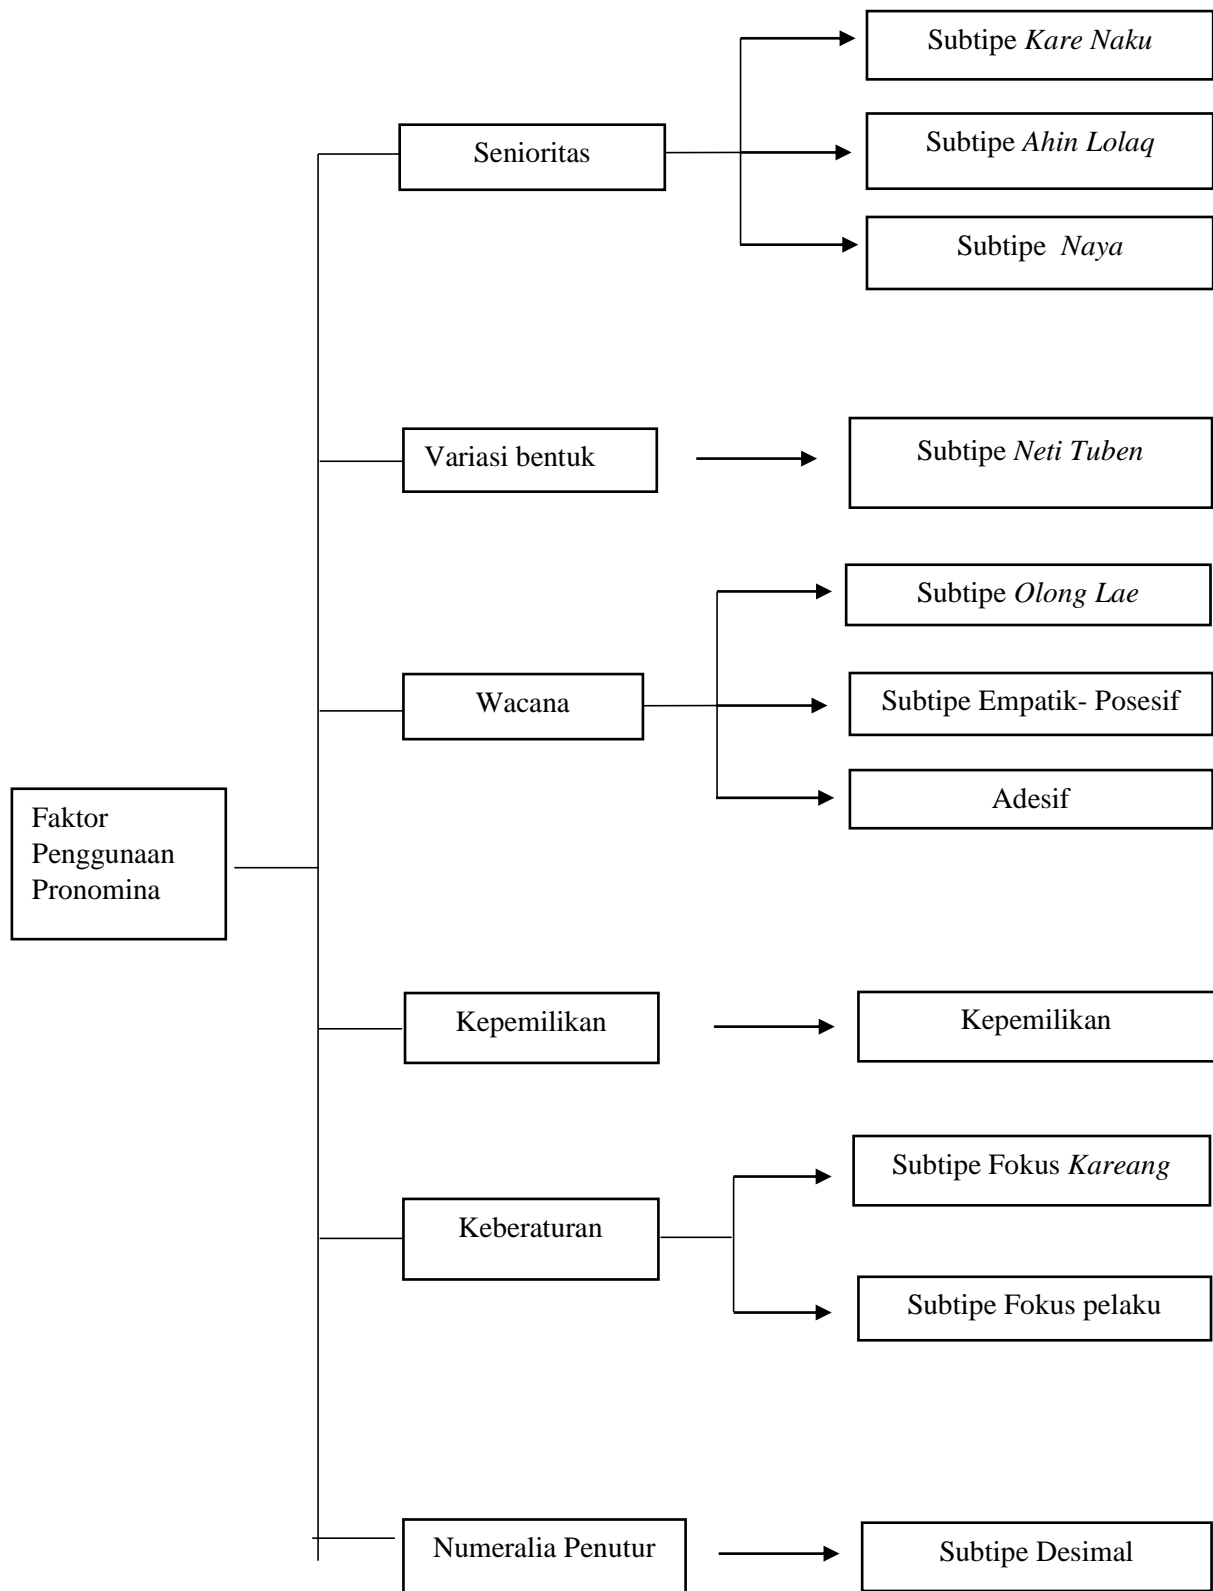 Faktor
Penggunaan
Pronomina
Senioritas
Subtipe Kare Naku
Subtipe Ahin Lolaq
Subtipe Naya
Variasi bentuk
Subtipe Neti Tuben
Wacana
Subtipe Olong Lae
Subtipe Empatik- Posesif
Adesif
Kepemilikan
Kepemilikan
Keberaturan
Subtipe Fokus Kareang
Subtipe Fokus pelaku
Numeralia Penutur
Subtipe Desimal